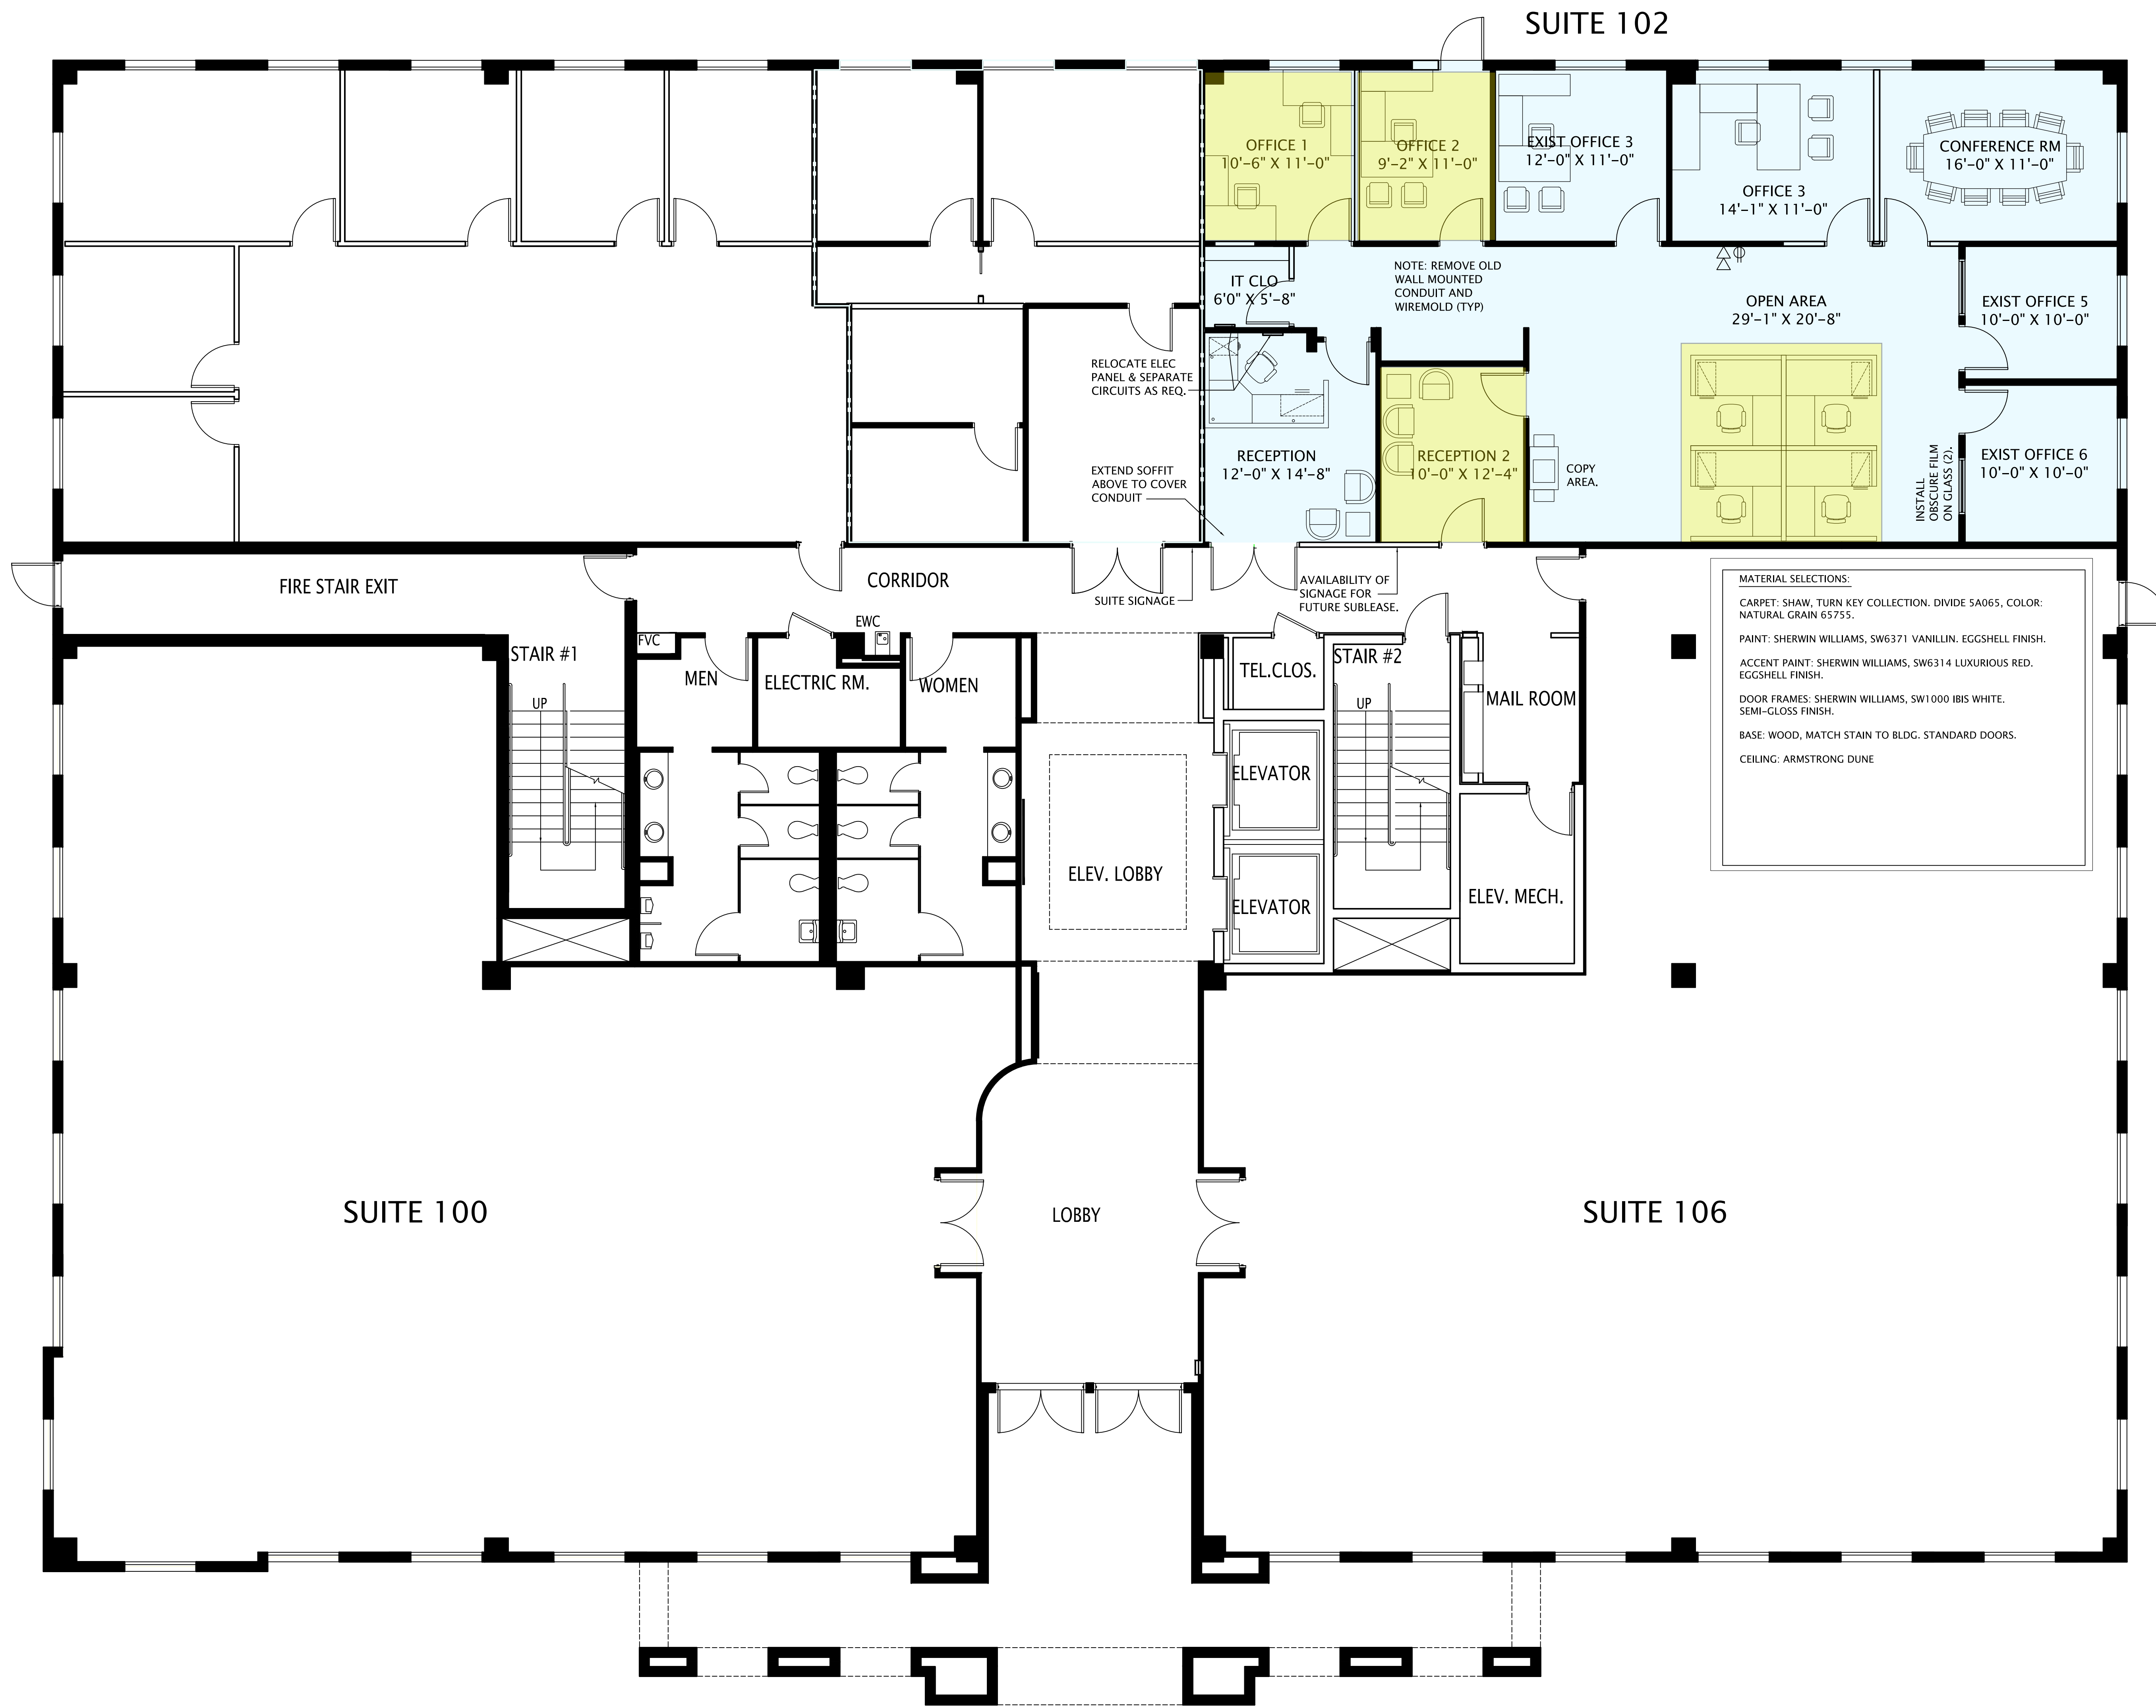 SUITE 102
OFFICE 1
10'-6" X 11'-0"
OFFICE 2
9'-2" X 11'-0"
EXIST OFFICE 3
12'-0" X 11'-0"
OFFICE 3
14'-1" X 11'-0"
CONFERENCE RM
16'-0" X 11'-0"
IT CLO
6'0" X 5'-8"
NOTE: REMOVE OLD
WALL MOUNTED
CONDUIT AND
WIREMOLD (TYP)
OPEN AREA
29'-1" X 20'-8"
EXIST OFFICE 5
10'-0" X 10'-0"
RELOCATE ELEC
PANEL & SEPARATE
CIRCUITS AS REQ.
RECEPTION
12'-0" X 14'-8"
RECEPTION 2
10'-0" X 12'-4"
COPY
AREA.
INSTALL
OBSCURE FILM
ON GLASS (2).
EXIST OFFICE 6
10'-0" X 10'-0"
EXTEND SOFFIT
ABOVE TO COVER
CONDUIT
FIRE STAIR EXIT
CORRIDOR
SUITE SIGNAGE
AVAILABILITY OF
SIGNAGE FOR
FUTURE SUBLEASE.
MATERIAL SELECTIONS:
CARPET: SHAW, TURN KEY COLLECTION. DIVIDE 5A065, COLOR:
NATURAL GRAIN 65755.
PAINT: SHERWIN WILLIAMS, SW6371 VANILLIN. EGGSHELL FINISH.
ACCENT PAINT: SHERWIN WILLIAMS, SW6314 LUXURIOUS RED.
EGGSHELL FINISH.
DOOR FRAMES: SHERWIN WILLIAMS, SW1000 IBIS WHITE.
SEMI-GLOSS FINISH.
BASE: WOOD, MATCH STAIN TO BLDG. STANDARD DOORS.
CEILING: ARMSTRONG DUNE
STAIR #1
UP
FVC
MEN
ELECTRIC RM.
EWC
WOMEN
TEL.CLOS.
STAIR #2
UP
MAIL ROOM
ELEVATOR
ELEV. LOBBY
ELEVATOR
ELEV. MECH.
SUITE 100
LOBBY
SUITE 106